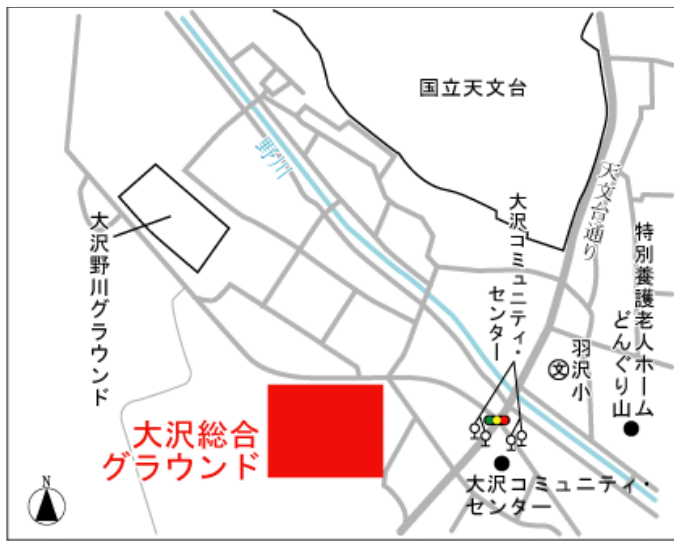 国立天文台
野川
天文台通り
大沢コミュニティ・
センター
特別養護老人ホーム
どんぐり山
大沢野川グラウンド
羽沢小
文
大沢総合
グラウンド
大沢コミュニティ・
センター
N